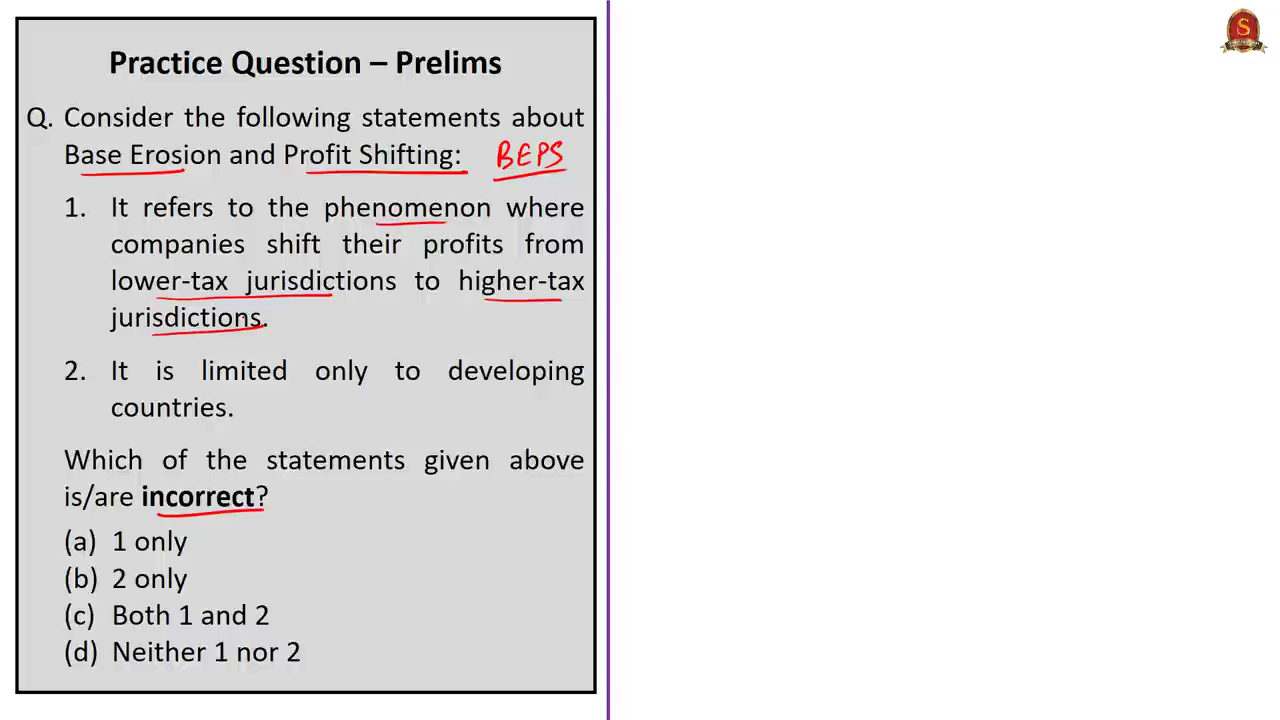 Practice Question – Prelims
Q. Consider the following statements about
Base Erosion and Profit Shifting: BEPS
1. It refers to the phenomenon where
companies shift their profits from
lower-tax jurisdictions to higher-tax
jurisdictions.
2. It is limited only to developing
countries.
Which of the statements given above
is/are incorrect?
(a) 1 only
(b) 2 only
(c) Both 1 and 2
(d) Neither 1 nor 2
S